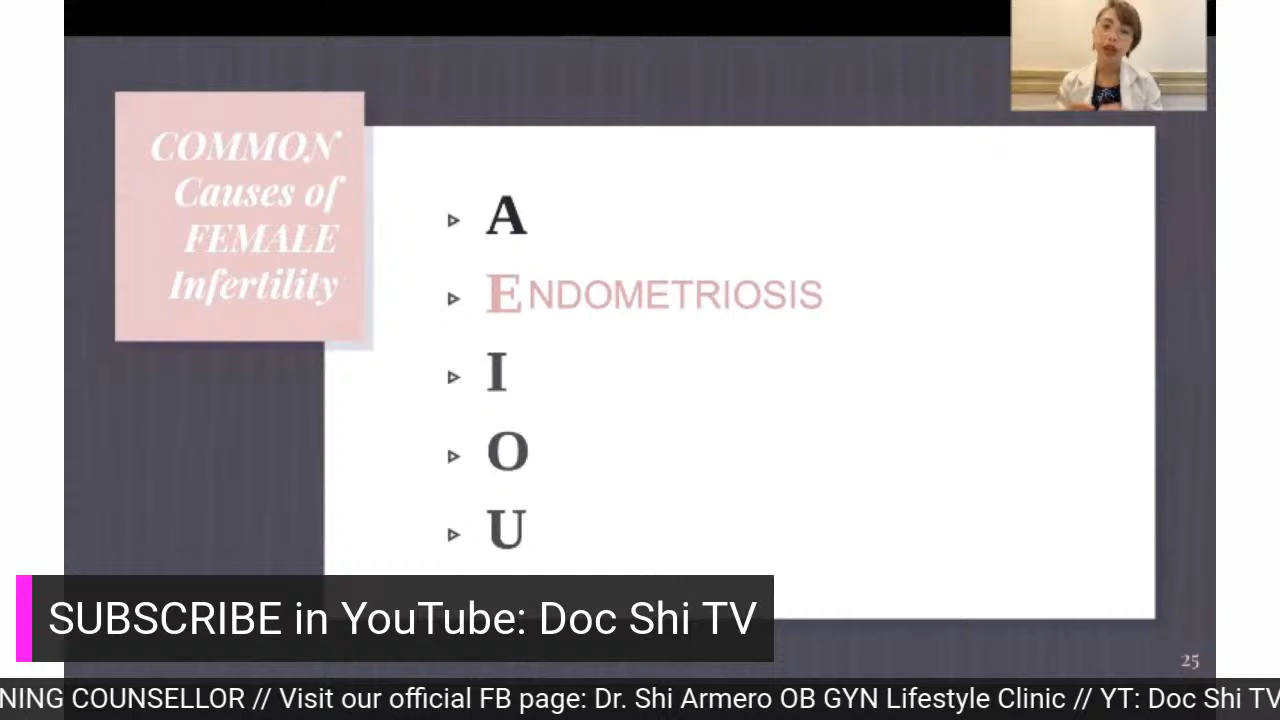 COMMON
Causes of
FEMALE
Infertility
A
ENDOMETRIOSIS
I
O
U
SUBSCRIBE in YouTube: Doc Shi TV
25
NING COUNSELLOR // Visit our official FB page: Dr. Shi Armero OB GYN Lifestyle Clinic // YT: Doc Shi TV